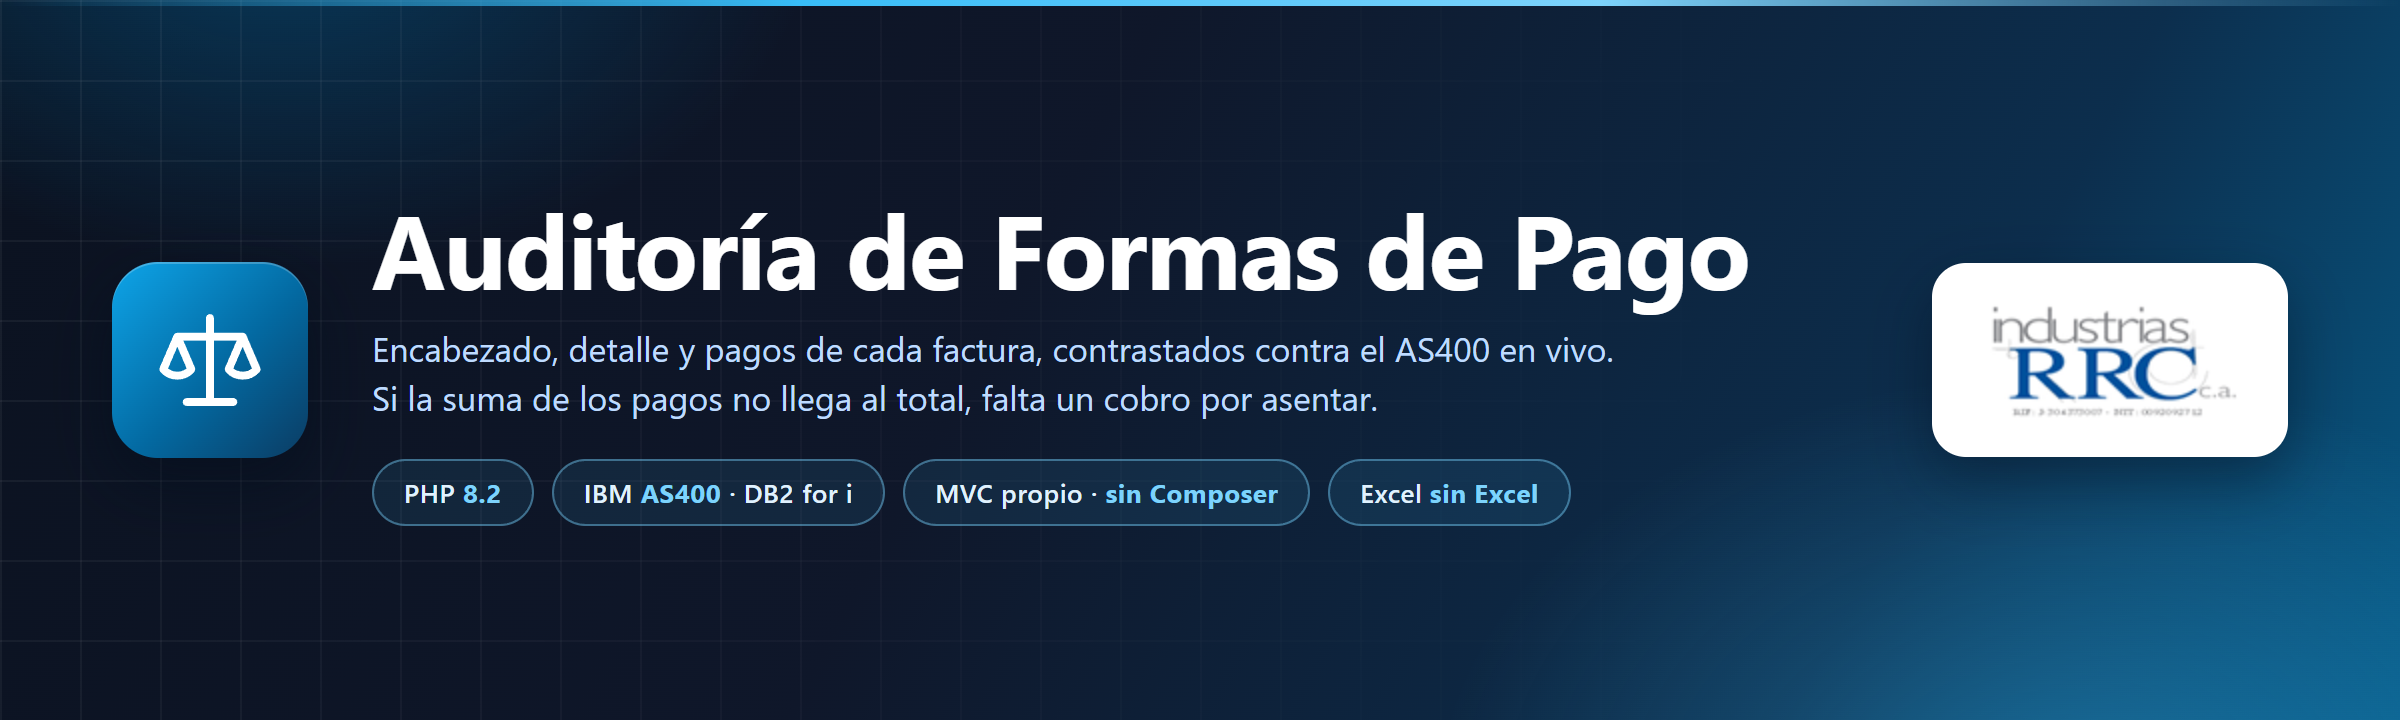 Auditoría de Formas de Pago
Encabezado, detalle y pagos de cada factura, contrastados contra el AS400 en vivo.
Si la suma de los pagos no llega al total, falta un cobro por asentar.
PHP 8.2
IBM AS400 · DB2 for i
MVC propio · sin Composer
Excel sin Excel
industrias
RRC c.a.